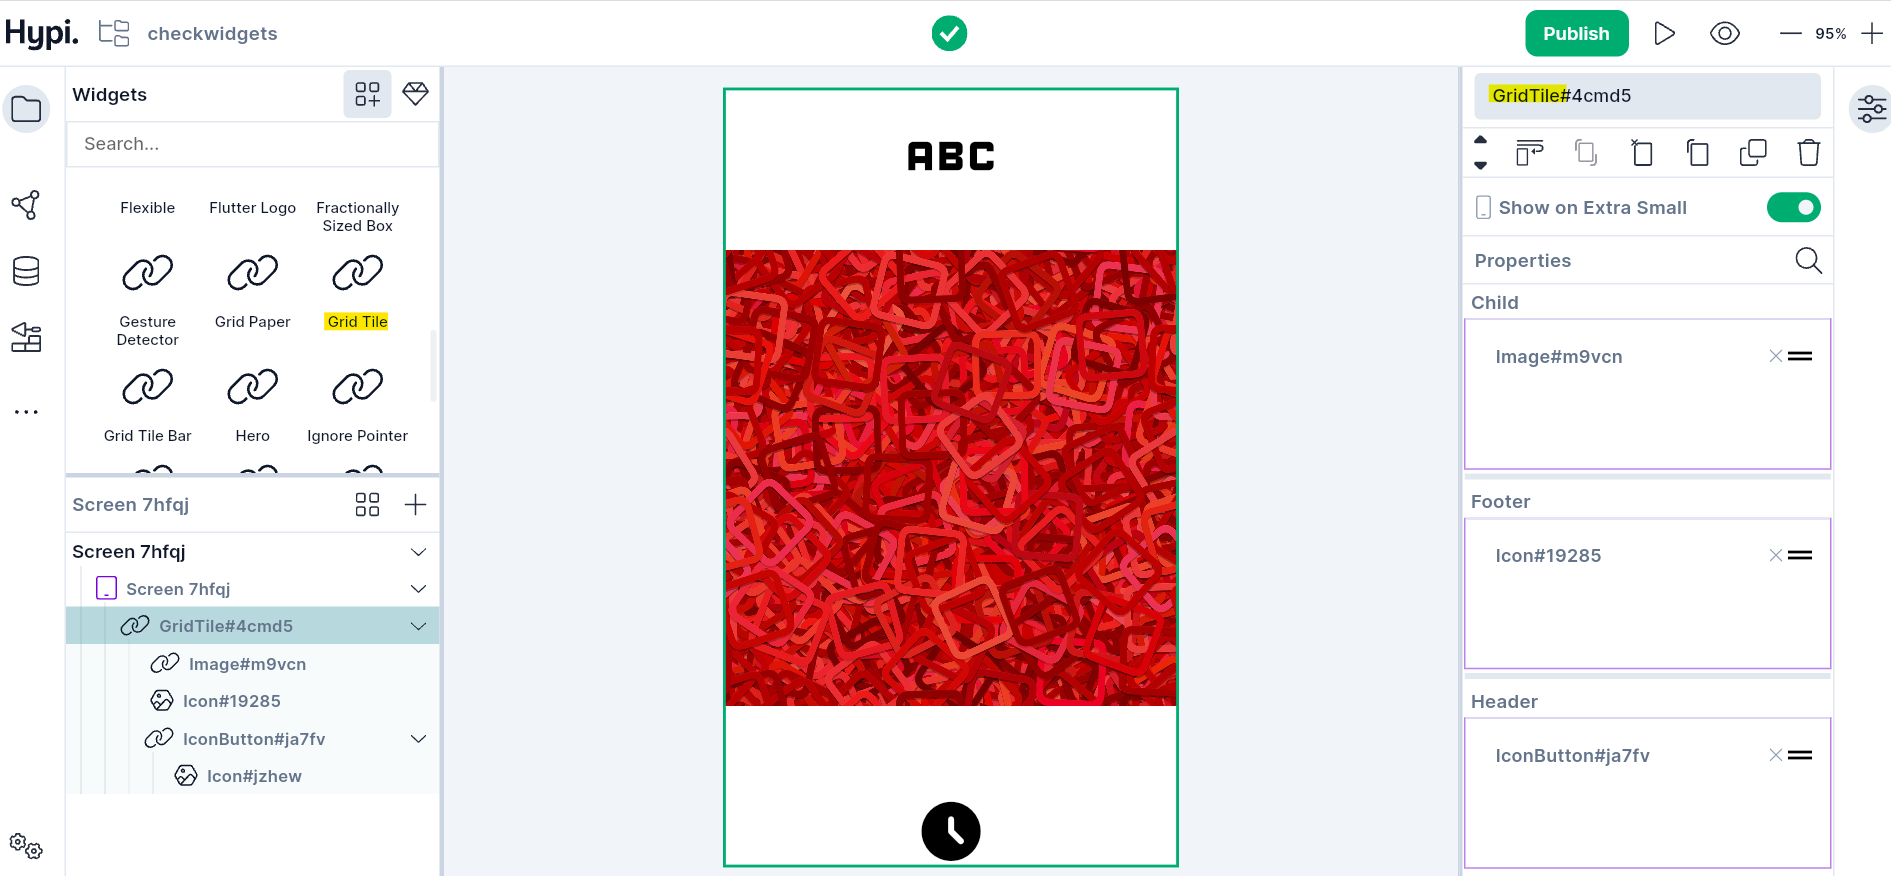 Hypi.
checkwidgets
Publish
95%
Widgets
Search...
Flexible
Flutter Logo
Fractionally
Sized Box
Gesture
Detector
Grid Paper
Grid Tile
Grid Tile Bar
Hero
Ignore Pointer
Screen 7hfqj
Screen 7hfqj
Screen 7hfqj
GridTile#4cmd5
Image#m9vcn
Icon#19285
IconButton#ja7fv
Icon#jzhew
ABC
GridTile#4cmd5
Show on Extra Small
Properties
Child
Image#m9vcn
Footer
Icon#19285
Header
IconButton#ja7fv